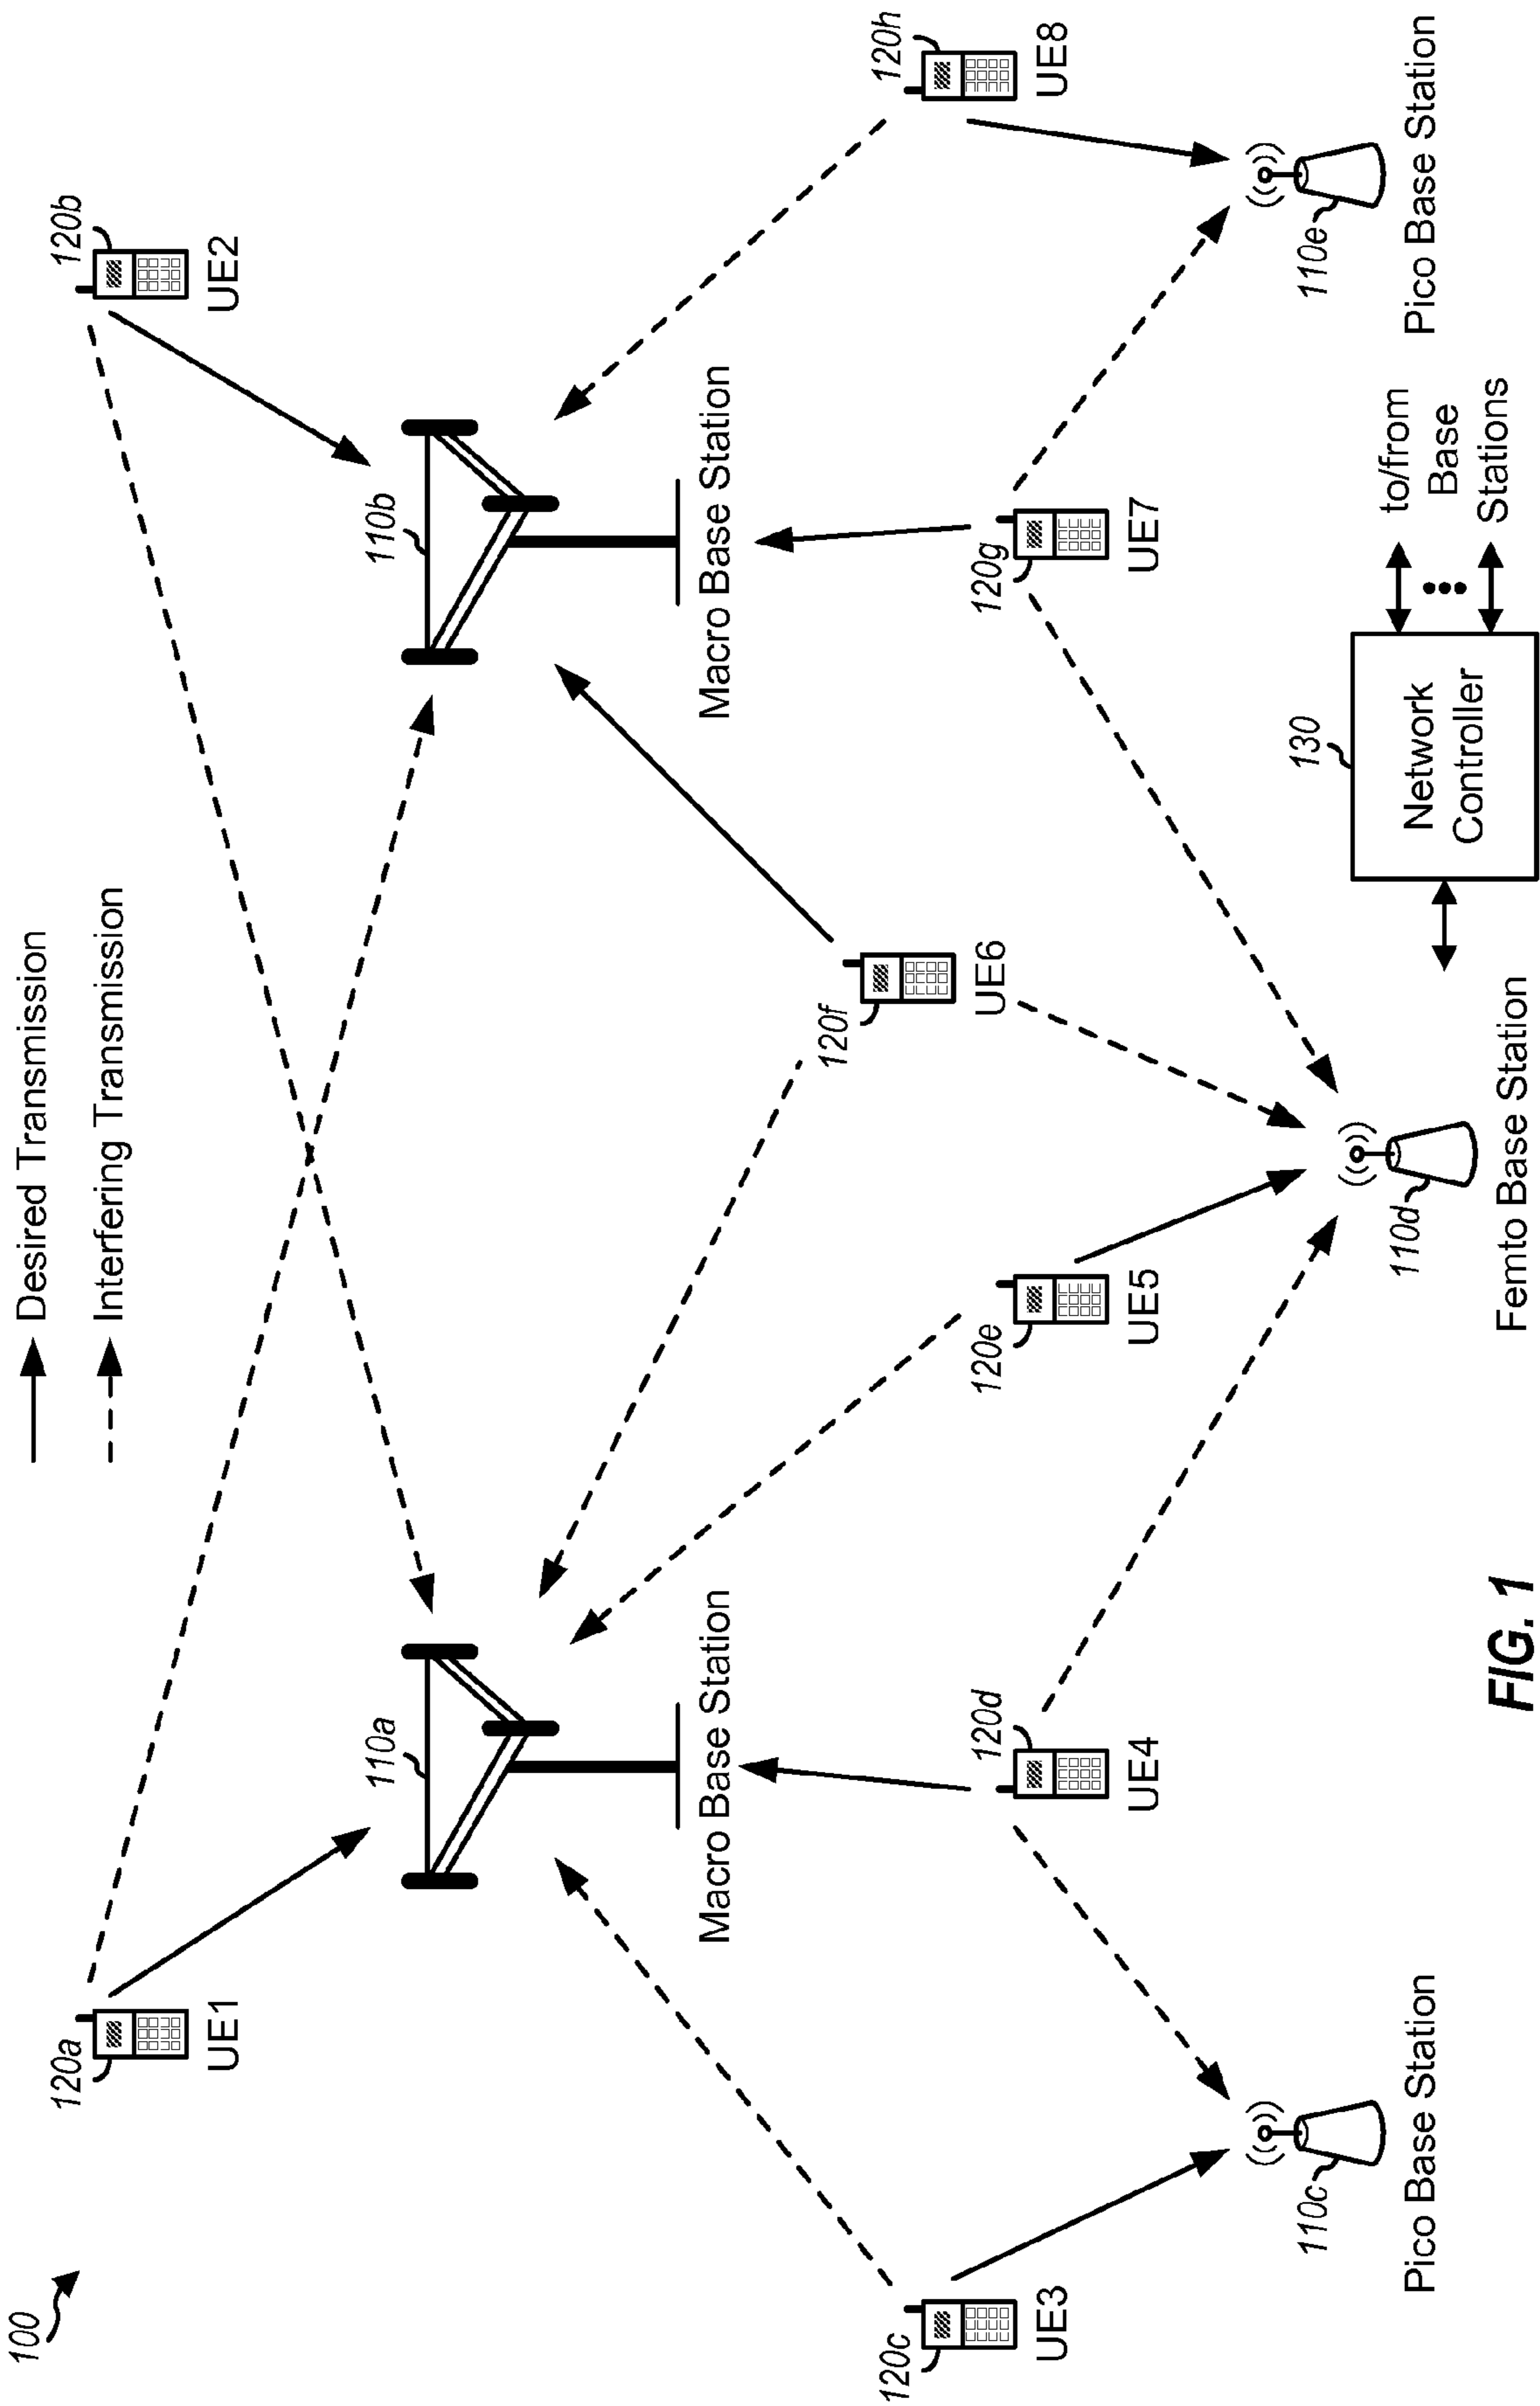 100
Desired Transmission
Interfering Transmission
120a
UE1
120b
UE2
110a
Macro Base Station
110b
Macro Base Station
120c
UE3
120d
UE4
120e
UE5
120f
UE6
120g
UE7
120h
UE8
110c
Pico Base Station
110d
Femto Base Station
110e
Pico Base Station
130
Network
Controller
to/from
Base
Stations
FIG. 1